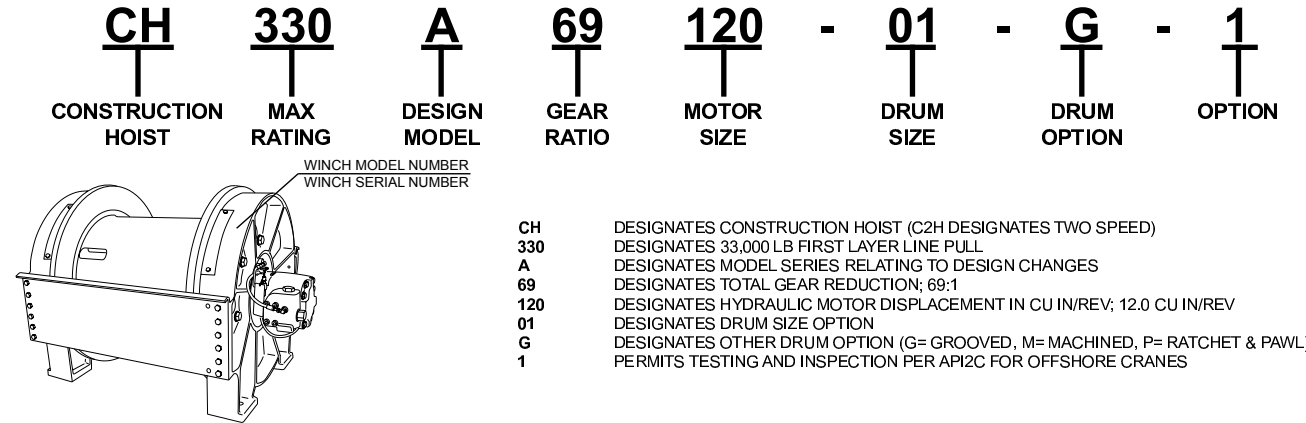 CH 330 A 69 120 - 01 - G - 1
CONSTRUCTION HOIST
MAX RATING
DESIGN MODEL
GEAR RATIO
MOTOR SIZE
DRUM SIZE
DRUM OPTION
OPTION
WINCH MODEL NUMBER
WINCH SERIAL NUMBER
CH DESIGNATES CONSTRUCTION HOIST (C2H DESIGNATES TWO SPEED)
330 DESIGNATES 33,000 LB FIRST LAYER LINE PULL
A DESIGNATES MODEL SERIES RELATING TO DESIGN CHANGES
69 DESIGNATES TOTAL GEAR REDUCTION; 69:1
120 DESIGNATES HYDRAULIC MOTOR DISPLACEMENT IN CU IN/REV; 12.0 CU IN/REV
01 DESIGNATES DRUM SIZE OPTION
G DESIGNATES OTHER DRUM OPTION (G= GROOVED, M= MACHINED, P= RATCHET & PAWL)
1 PERMITS TESTING AND INSPECTION PER API2C FOR OFFSHORE CRANES